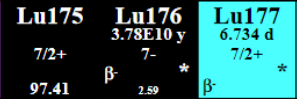 Lu175 Lu176 Lu177
3.78E10 y 6.734 d
7/2+ 7- 7/2+
β- * *
97.41 2.59 β-